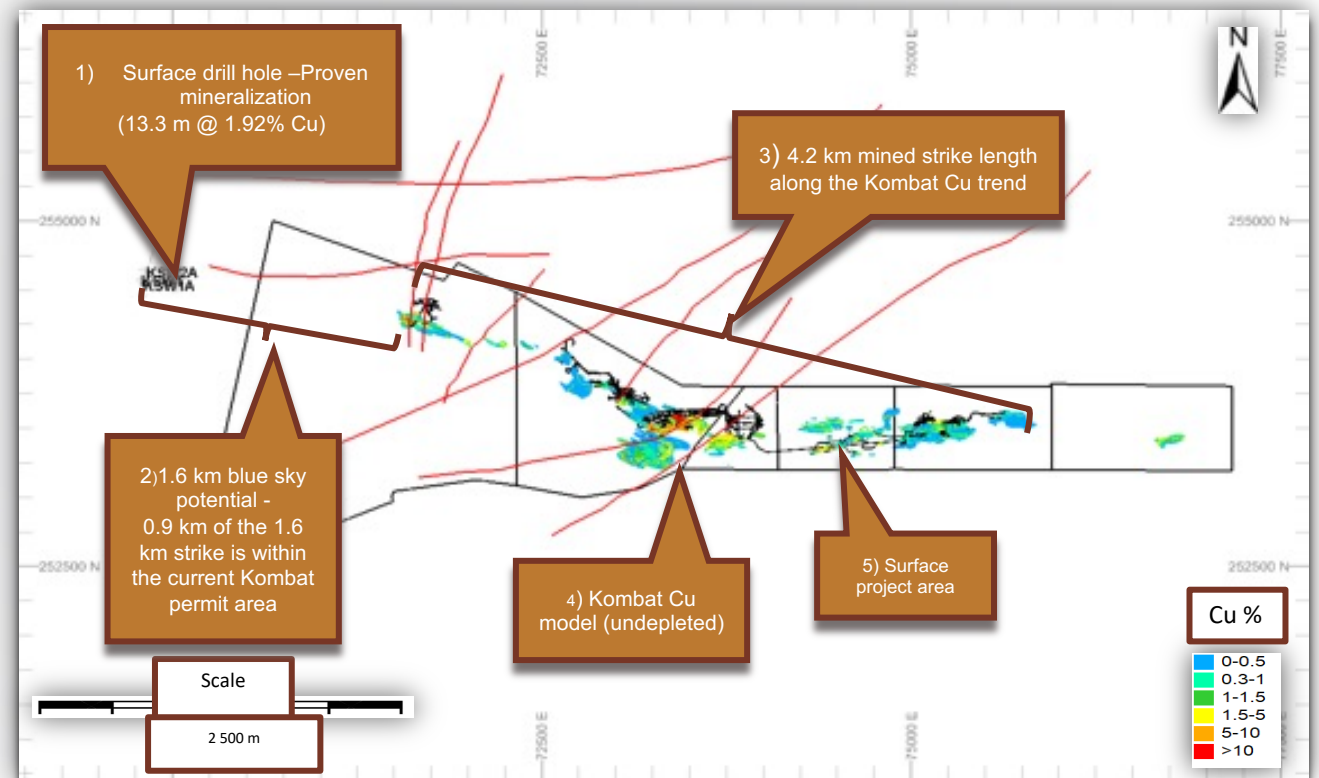 1) Surface drill hole –Proven
mineralization
(13.3 m @ 1.92% Cu)
72500 E
75000 E
77500 E
N
3) 4.2 km mined strike length
along the Kombat Cu trend
255000 N
255000 N
2)1.6 km blue sky
potential -
0.9 km of the 1.6
km strike is within
the current Kombat
permit area
4) Kombat Cu
model (undepleted)
5) Surface
project area
252500 N
252500 N
Cu %
0-0.5
0.3-1
1-1.5
1.5-5
5-10
>10
Scale
2 500 m
72500 E
75000 E